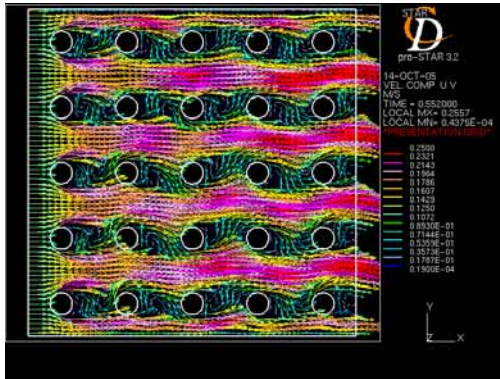 STAR
CD
pro-STAR 3.2
14-OCT-05
VEL. COMP. U V
M/S
TIME = 0.552000
LOCAL MX= 0.2557
LOCAL MN= 0.4375E-04
*PRESENTATION GRID*
0.2500
0.2321
0.2143
0.1964
0.1786
0.1607
0.1429
0.1250
0.1072
0.8930E-01
0.7144E-01
0.5359E-01
0.3573E-01
0.1787E-01
0.1900E-04
Y
Z X